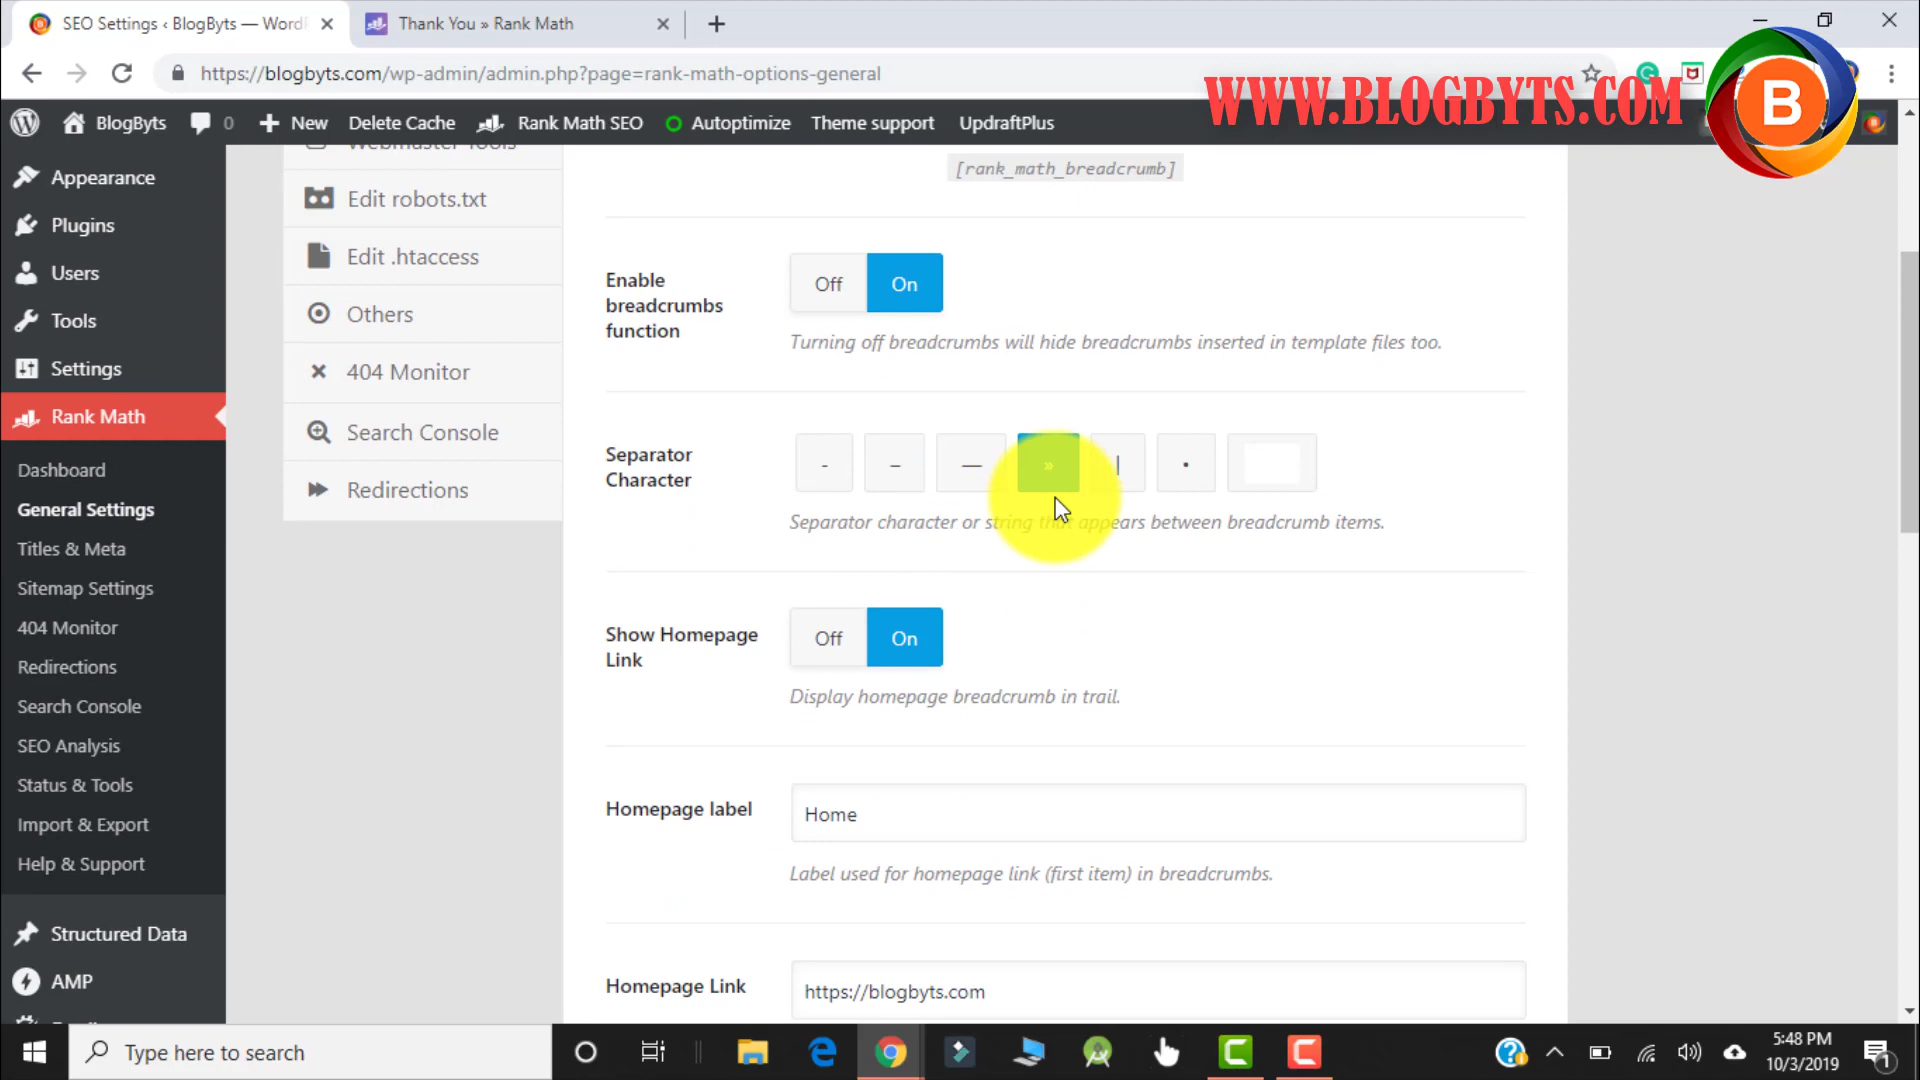 SEO Settings ‹ BlogByts — WordPr
Thank You » Rank Math
https://blogbyts.com/wp-admin/admin.php?page=rank-math-options-general
WWW.BLOGBYTS.COM
B
BlogByts
0
New
Delete Cache
Rank Math SEO
Autoptimize
Theme support
UpdraftPlus
Appearance
Plugins
Users
Tools
Settings
Rank Math
Dashboard
General Settings
Titles & Meta
Sitemap Settings
404 Monitor
Redirections
Search Console
SEO Analysis
Status & Tools
Import & Export
Help & Support
Structured Data
AMP
Webmaster Tools
Edit robots.txt
Edit .htaccess
Others
404 Monitor
Search Console
Redirections
[rank_math_breadcrumb]
Enable
breadcrumbs
function
Off On
Turning off breadcrumbs will hide breadcrumbs inserted in template files too.
Separator
Character
- – — » | •
Separator character or string that appears between breadcrumb items.
Show Homepage
Link
Off On
Display homepage breadcrumb in trail.
Homepage label
Home
Label used for homepage link (first item) in breadcrumbs.
Homepage Link
https://blogbyts.com
Type here to search
5:48 PM
10/3/2019
1